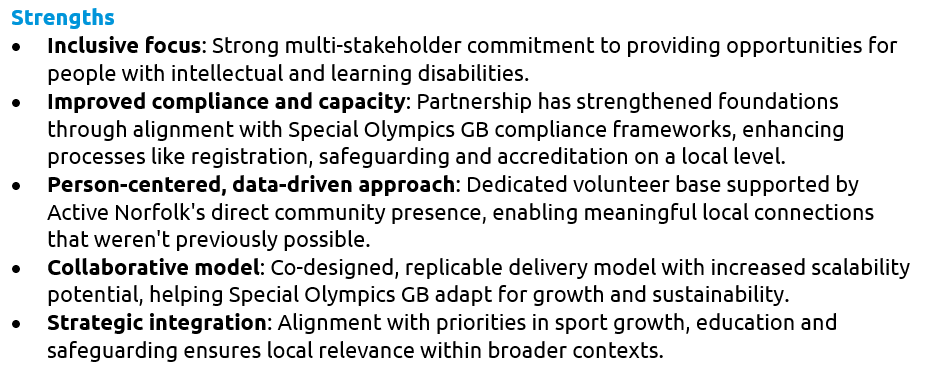 Strengths
• Inclusive focus: Strong multi-stakeholder commitment to providing opportunities for
people with intellectual and learning disabilities.
• Improved compliance and capacity: Partnership has strengthened foundations
through alignment with Special Olympics GB compliance frameworks, enhancing
processes like registration, safeguarding and accreditation on a local level.
• Person-centered, data-driven approach: Dedicated volunteer base supported by
Active Norfolk's direct community presence, enabling meaningful local connections
that weren't previously possible.
• Collaborative model: Co-designed, replicable delivery model with increased scalability
potential, helping Special Olympics GB adapt for growth and sustainability.
• Strategic integration: Alignment with priorities in sport growth, education and
safeguarding ensures local relevance within broader contexts.